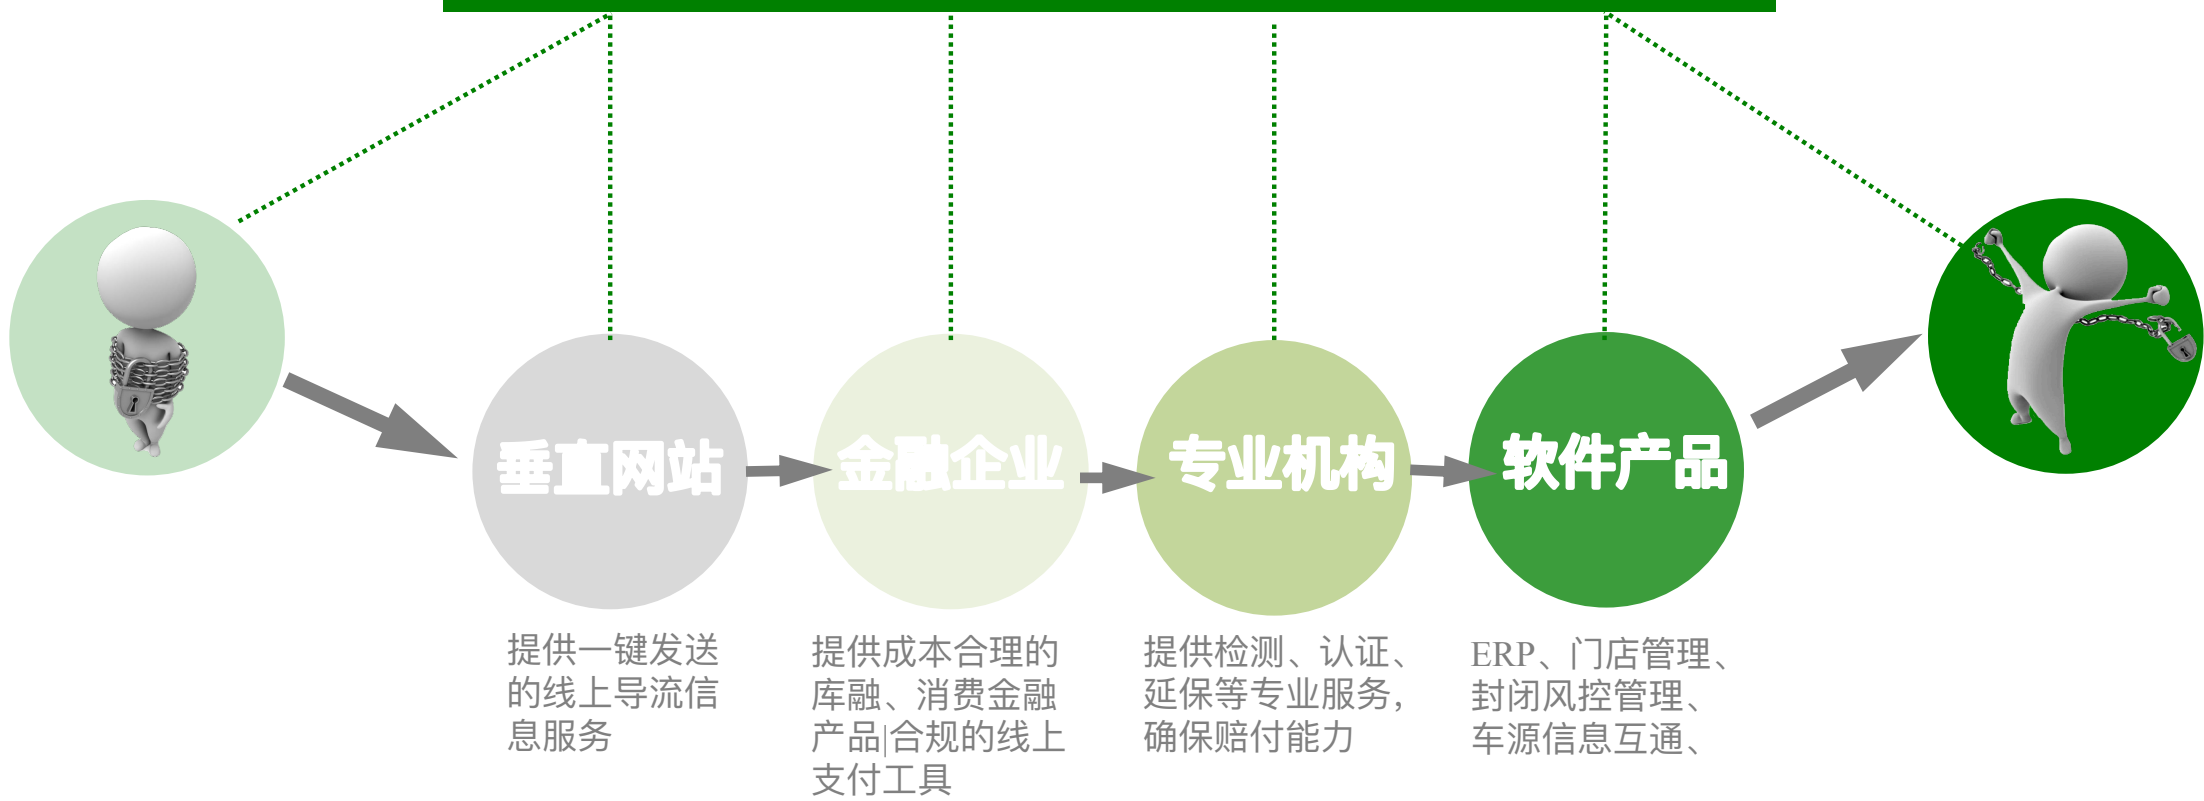 垂直网站
金融企业
专业机构
软件产品
提供一键发送
的线上导流信
息服务
提供成本合理的
库融、消费金融
产品|合规的线上
支付工具
提供检测、认证、
延保等专业服务，
确保赔付能力
ERP、门店管理、
封闭风控管理、
车源信息互通、